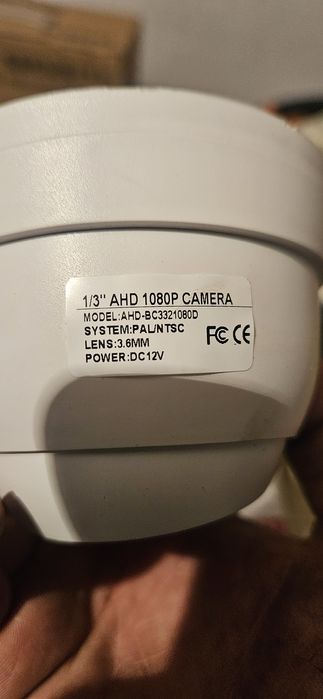 1/3" AHD 1080P CAMERA
MODEL:AHD-BC3321080D
SYSTEM:PAL/NTSC
LENS:3.6MM
POWER:DC12V
FC CE